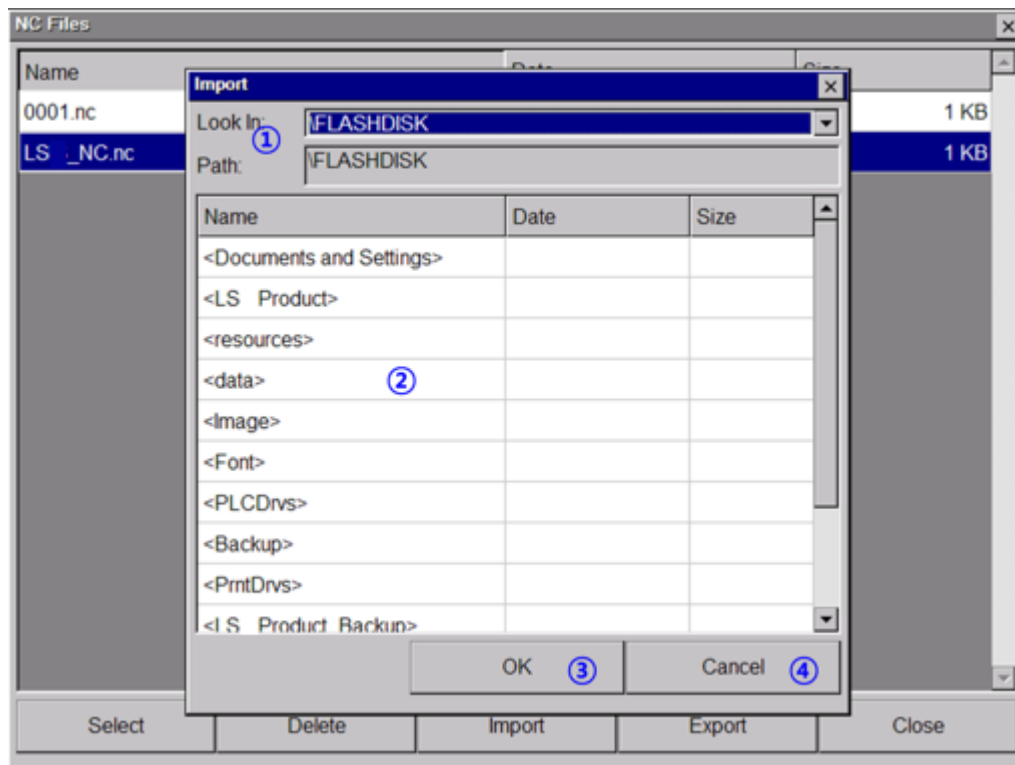 NC Files
Name Date Size
0001.nc 1 KB
LS _NC.nc 1 KB
Import
Look In: \FLASHDISK
①
Path: \FLASHDISK
Name Date Size
<Documents and Settings>
<LS Product>
<resources>
<data> ②
<Image>
<Font>
<PLCDrvs>
<Backup>
<PrntDrvs>
<LS Product Backup>
OK ③ Cancel ④
Select Delete Import Export Close